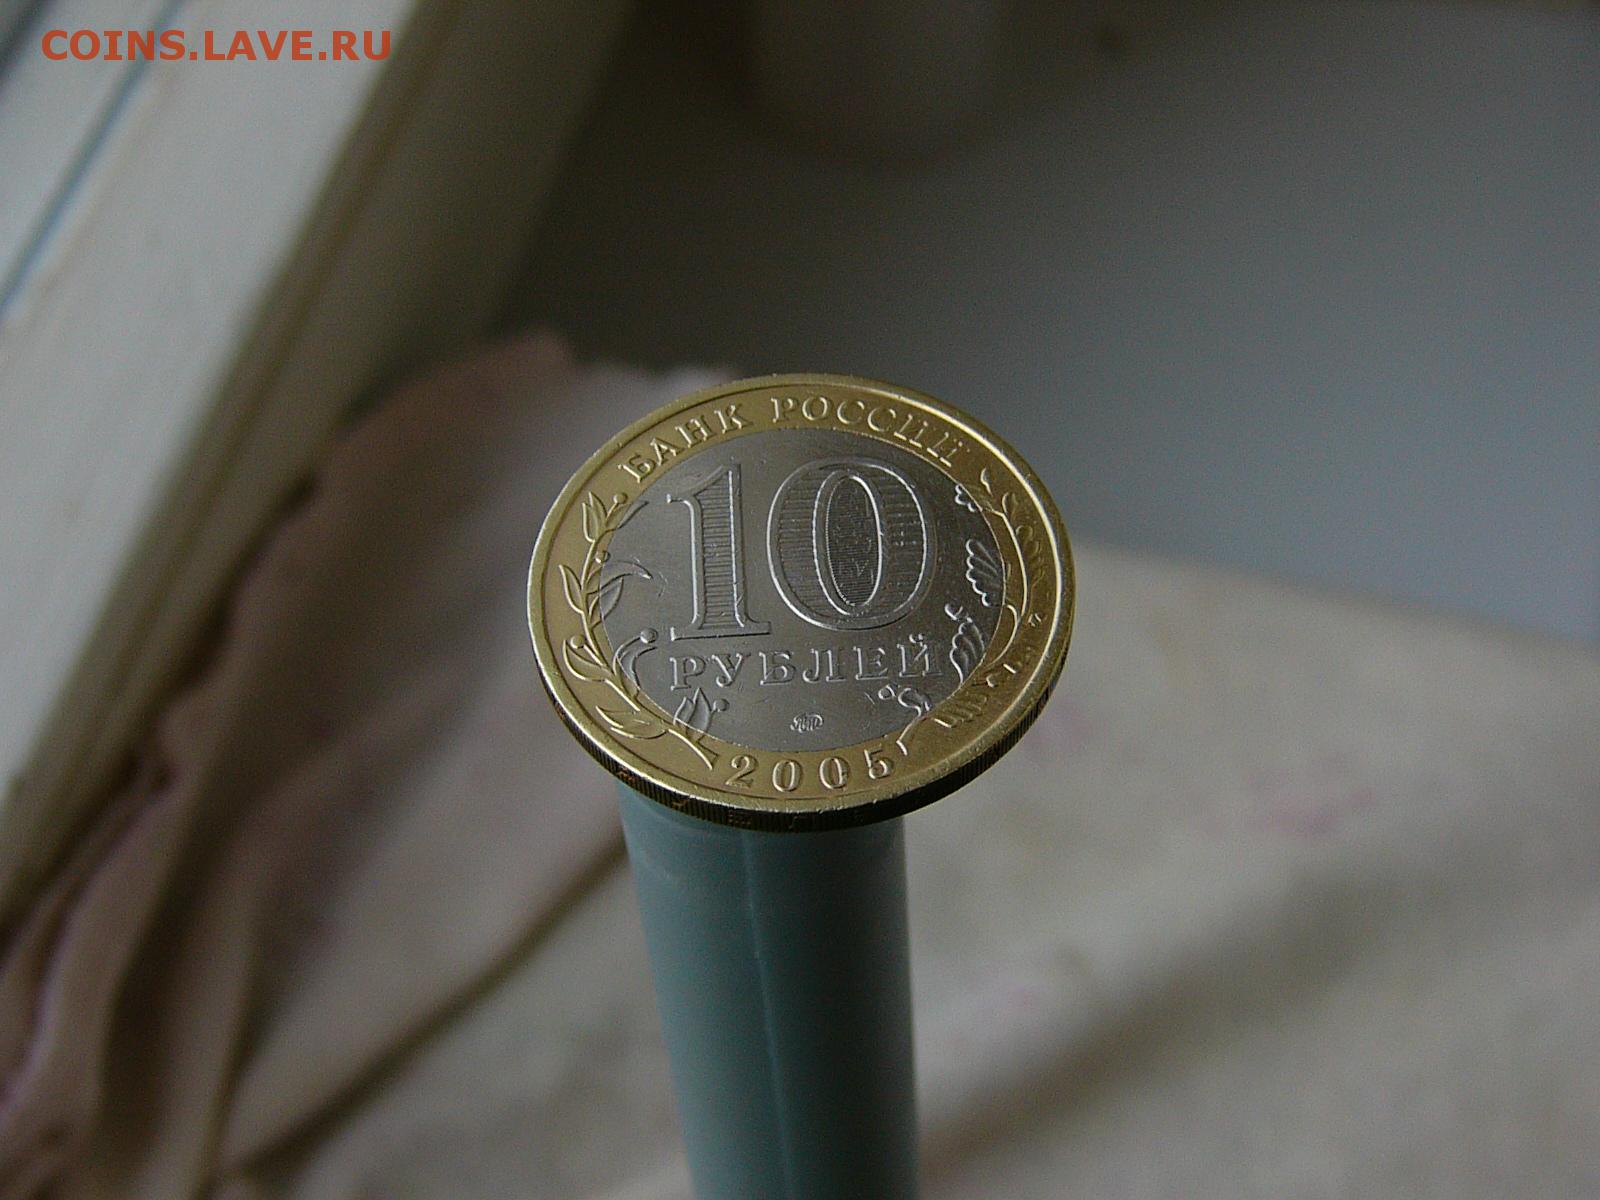 COINS.LAVE.RU
БАНК РОССИИ
10
РУБЛЕЙ
2005